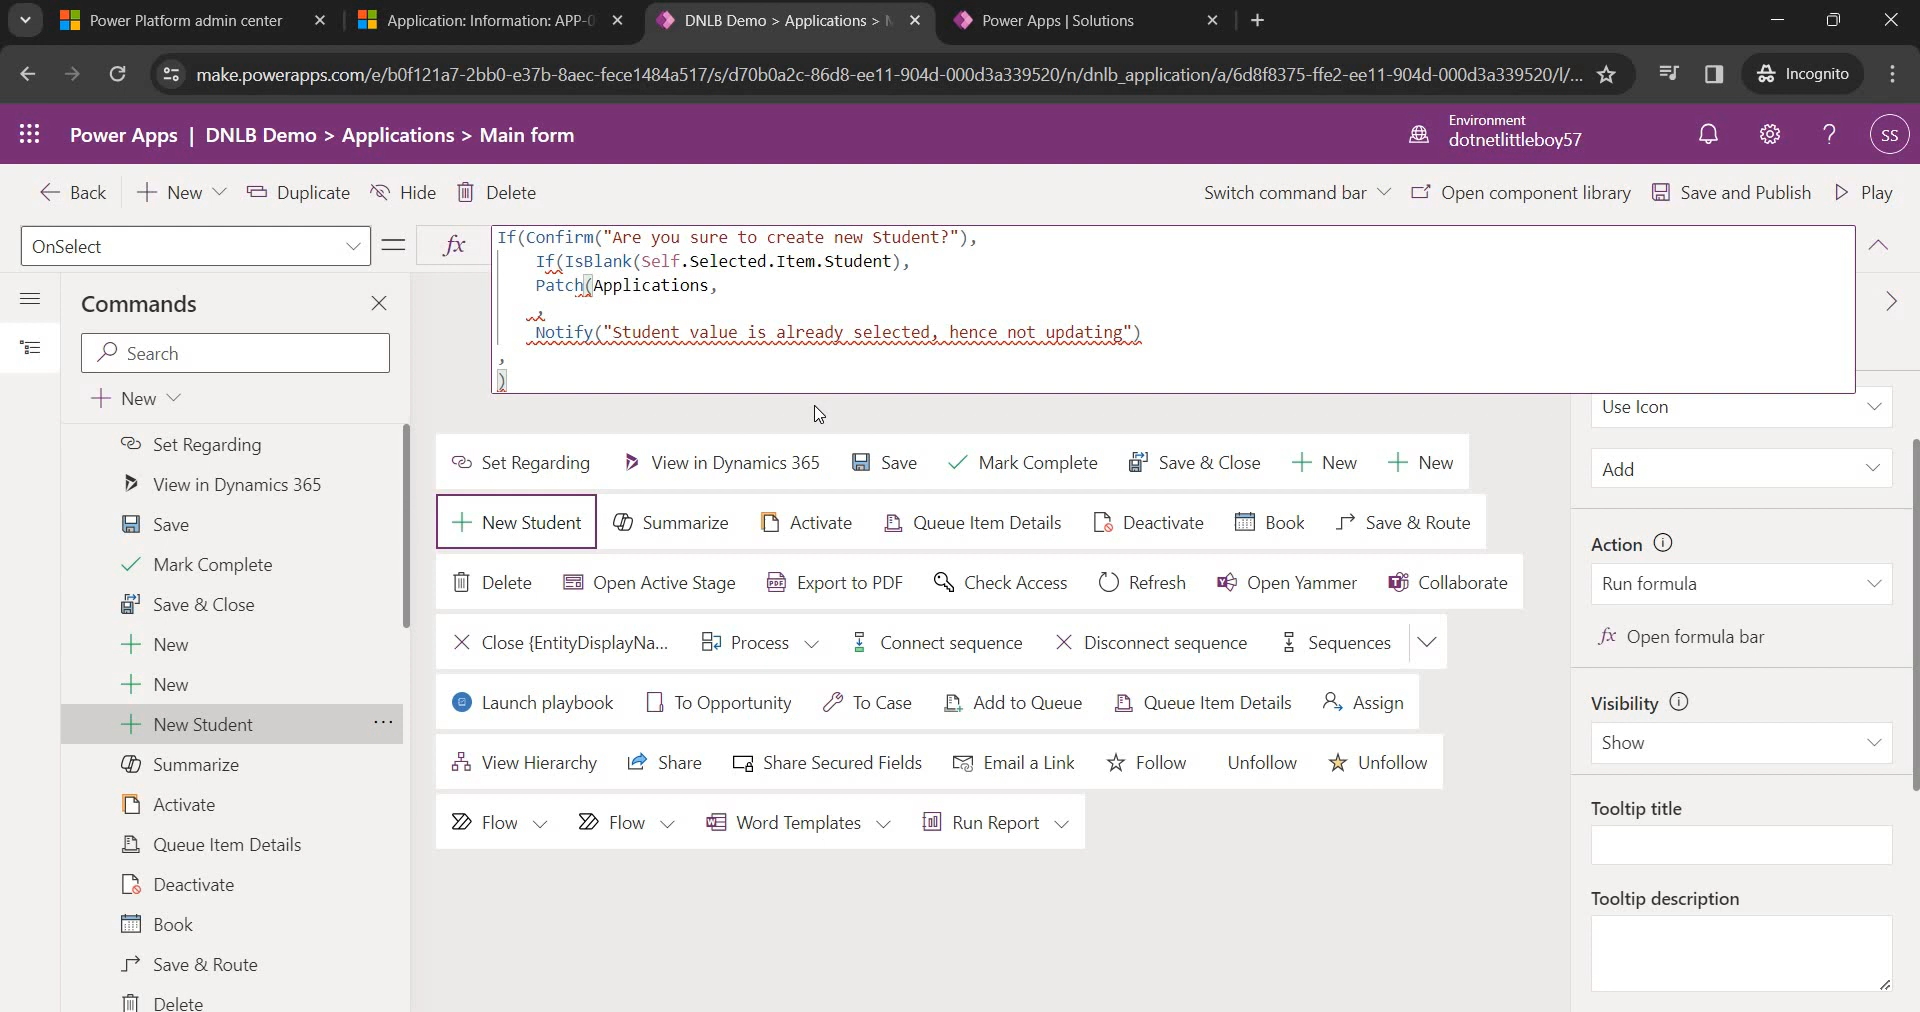 Power Platform admin center
Application: Information: APP-0
DNLB Demo > Applications >
Power Apps | Solutions
make.powerapps.com/e/b0f121a7-2bb0-e37b-8aec-fece1484a517/s/d70b0a2c-86d8-ee11-904d-000d3a339520/n/dnlb_application/a/6d8f8375-ffe2-ee11-904d-000d3a339520/l/...
Incognito
Power Apps | DNLB Demo > Applications > Main form
Environment
dotnetlittleboy57
?
SS
Back
New
Duplicate
Hide
Delete
Switch command bar
Open component library
Save and Publish
Play
OnSelect
=
fx
If(Confirm("Are you sure to create new Student?"),
If(IsBlank(Self.Selected.Item.Student),
Patch(Applications,
,
Notify("Student value is already selected, hence not updating")
,
)
Commands
Search
New
Set Regarding
View in Dynamics 365
Save
Mark Complete
Save & Close
New
New
New Student
...
Summarize
Activate
Queue Item Details
Deactivate
Book
Save & Route
Delete
Set Regarding
View in Dynamics 365
Save
Mark Complete
Save & Close
New
New
New Student
Summarize
Activate
Queue Item Details
Deactivate
Book
Save & Route
Delete
Open Active Stage
Export to PDF
Check Access
Refresh
Open Yammer
Collaborate
Close {EntityDisplayNa...
Process
Connect sequence
Disconnect sequence
Sequences
Launch playbook
To Opportunity
To Case
Add to Queue
Queue Item Details
Assign
View Hierarchy
Share
Share Secured Fields
Email a Link
Follow
Unfollow
Unfollow
Flow
Flow
Word Templates
Run Report
Use Icon
Add
Action
Run formula
fx Open formula bar
Visibility
Show
Tooltip title
Tooltip description